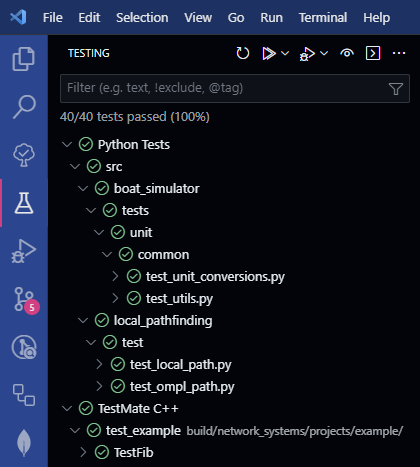 File Edit Selection View Go Run Terminal Help
TESTING
Filter (e.g. text, !exclude, @tag)
40/40 tests passed (100%)
Python Tests
src
boat_simulator
tests
unit
common
test_unit_conversions.py
test_utils.py
5
local_pathfinding
test
test_local_path.py
test_ompl_path.py
TestMate C++
test_example build/network_systems/projects/example/
TestFib